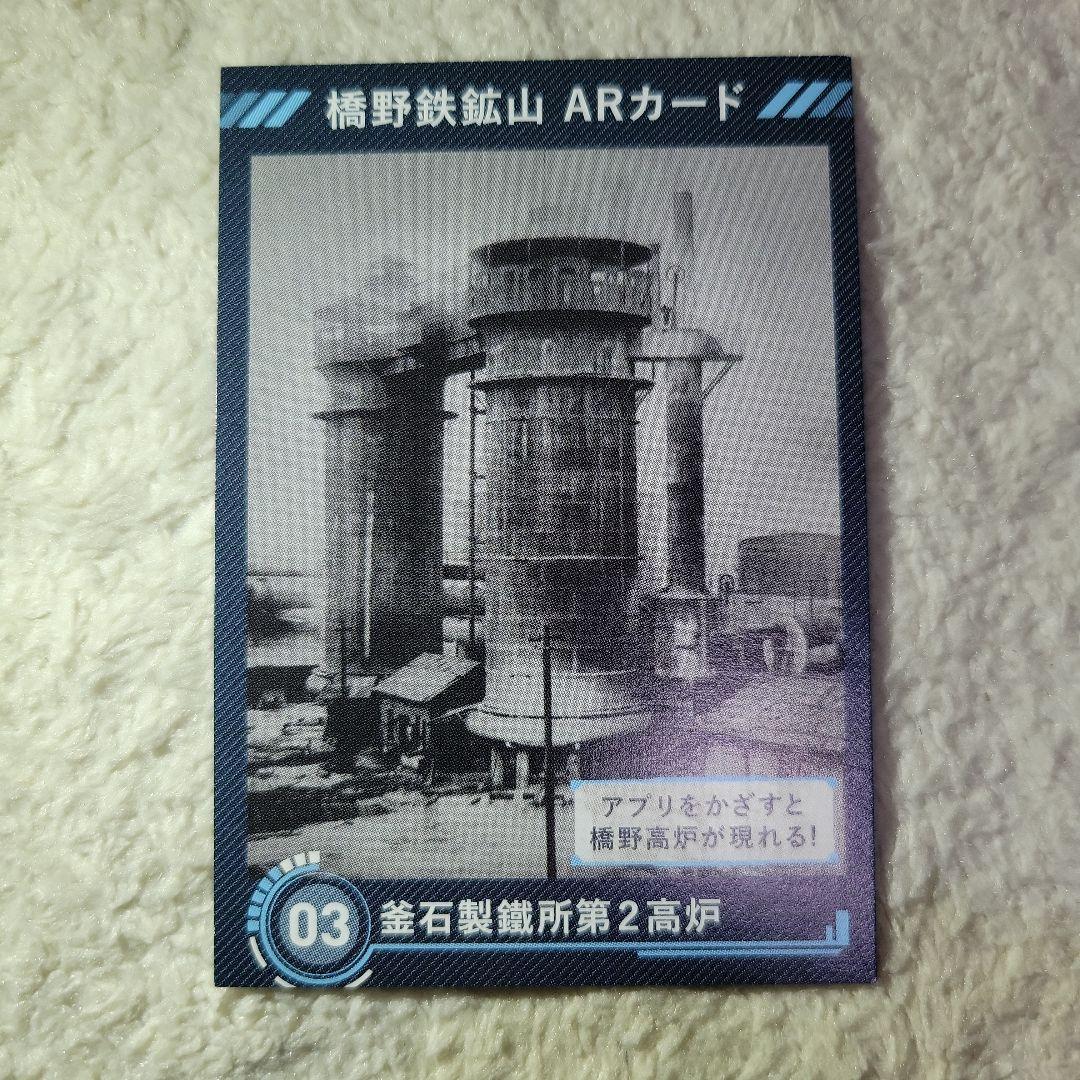 橋野鉄鉱山 ARカード
アプリをかざすと
橋野高炉が現れる!
03
釜石製鐵所第2高炉